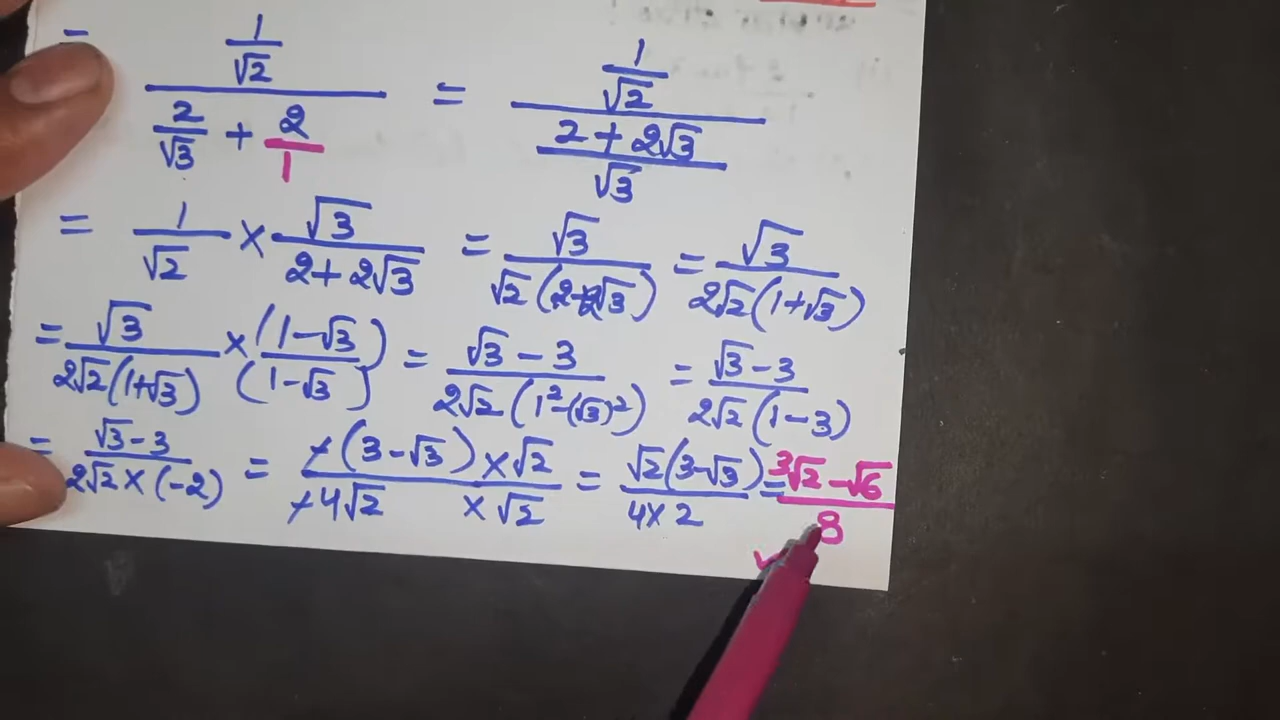 = (1/√2)/(2/√3 + 2/1) = (1/√2)/((2+2√3)/√3)
= 1/√2 × √3/(2+2√3) = √3/(√2(2+2√3)) = √3/(2√2(1+√3))
= √3/(2√2(1+√3)) × (1-√3)/(1-√3) = (√3-3)/(2√2(1²-(√3)²)) = (√3-3)/(2√2(1-3))
= (√3-3)/(2√2×(-2)) = (-(3-√3)×√2)/(-4√2×√2) = (√2(3-√3))/(4×2) = (3√2-√6)/8